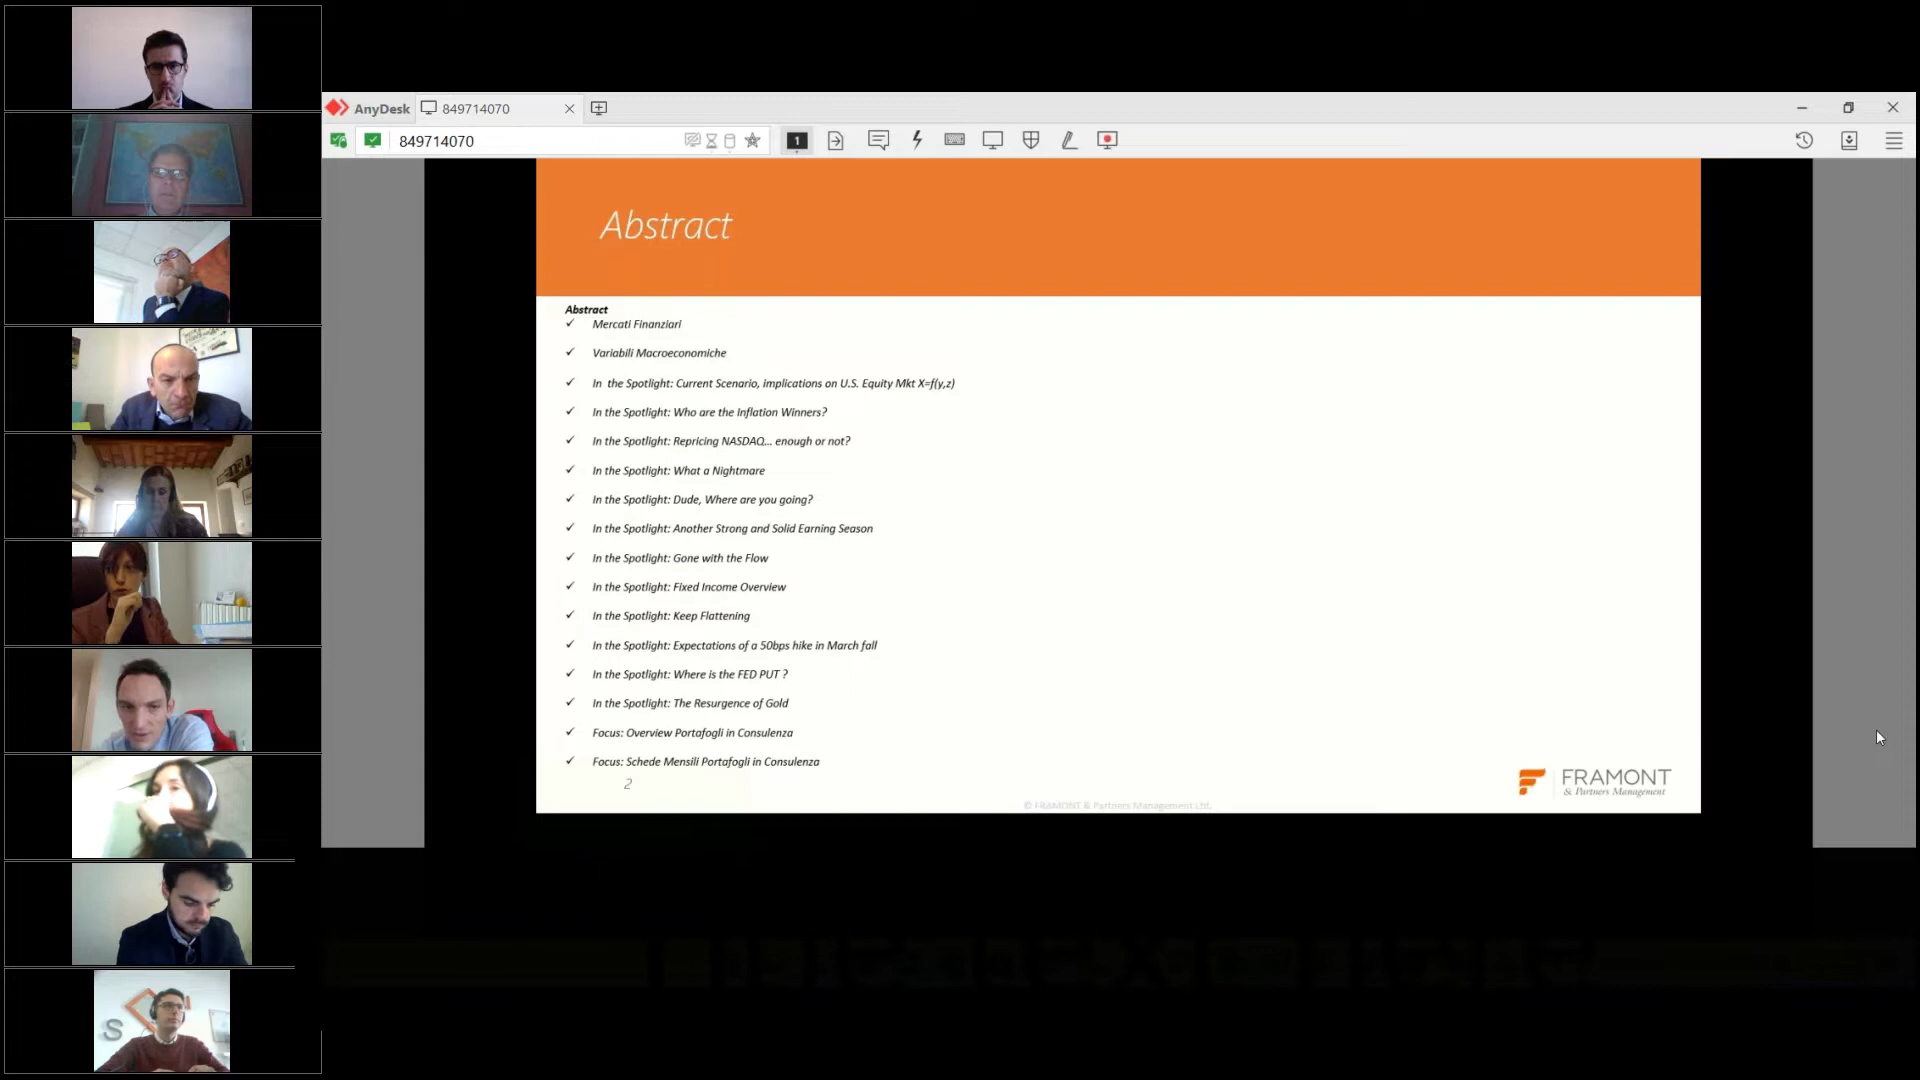 AnyDesk
849714070
849714070
1
Abstract
Abstract
✓ Mercati Finanziari
✓ Variabili Macroeconomiche
✓ In the Spotlight: Current Scenario, implications on U.S. Equity Mkt X=f(y,z)
✓ In the Spotlight: Who are the Inflation Winners?
✓ In the Spotlight: Repricing NASDAQ... enough or not?
✓ In the Spotlight: What a Nightmare
✓ In the Spotlight: Dude, Where are you going?
✓ In the Spotlight: Another Strong and Solid Earning Season
✓ In the Spotlight: Gone with the Flow
✓ In the Spotlight: Fixed Income Overview
✓ In the Spotlight: Keep Flattening
✓ In the Spotlight: Expectations of a 50bps hike in March fall
✓ In the Spotlight: Where is the FED PUT ?
✓ In the Spotlight: The Resurgence of Gold
✓ Focus: Overview Portafogli in Consulenza
✓ Focus: Schede Mensili Portafogli in Consulenza
2
FRAMONT
& Partners Management
© FRAMONT & Partners Management Ltd.
S